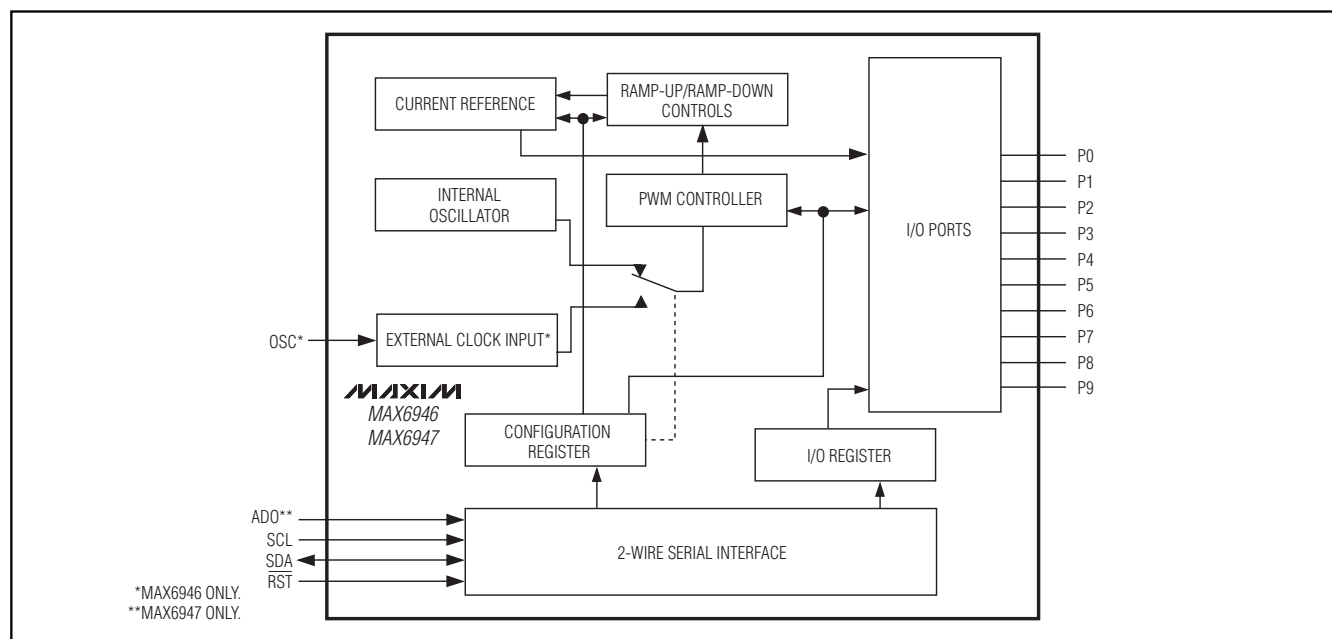 CURRENT REFERENCE
RAMP-UP/RAMP-DOWN
CONTROLS
INTERNAL
OSCILLATOR
PWM CONTROLLER
I/O PORTS
P0
P1
P2
P3
P4
P5
P6
P7
P8
P9
OSC*
EXTERNAL CLOCK INPUT*
MAXIM
MAX6946
MAX6947
CONFIGURATION
REGISTER
I/O REGISTER
AD0**
SCL
SDA
RST
2-WIRE SERIAL INTERFACE
*MAX6946 ONLY.
**MAX6947 ONLY.